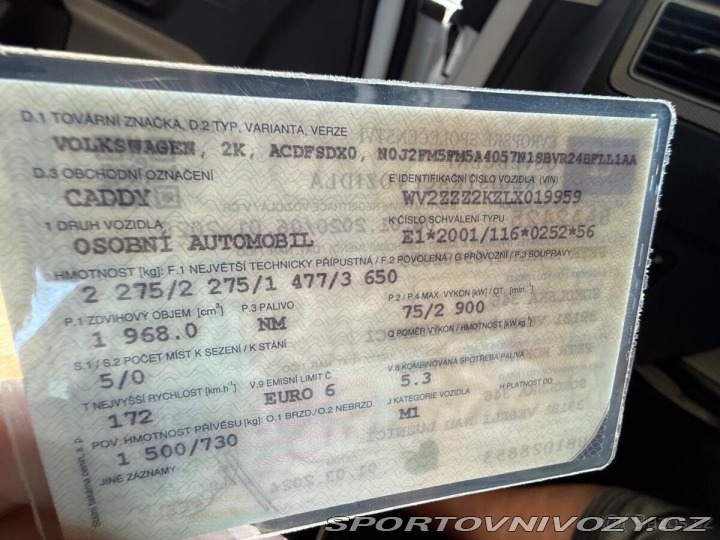 D.1 TOVÁRNÍ ZNAČKA, D.2 TYP, VARIANTA, VERZE
VOLKSWAGEN, 2K, ACDFSDX0, N0J2FM5FM5A4057N1SBVR24BFLL1AA
D.3 OBCHODNÍ OZNAČENÍ
E IDENTIFIKAČNÍ ČÍSLO VOZIDLA (VIN)
CADDY
WV2ZZZ2KZLX019959
1 DRUH VOZIDLA
K ČÍSLO SCHVÁLENÍ TYPU
OSOBNÍ AUTOMOBIL
E1*2001/116*0252*56
HMOTNOST [kg]: F.1 NEJVĚTŠÍ TECHNICKY PŘÍPUSTNÁ / F.2 POVOLENÁ / G PROVOZNÍ / F.3 SOUPRAVY
2 275/2 275/1 477/3 650
P.1 ZDVIHOVÝ OBJEM [cm³]
P.3 PALIVO
P.2 / P.4 MAX. VÝKON [kW] / OT. [min.⁻¹]
1 968.0
NM
75/2 900
S.1 / S.2 POČET MÍST K SEZENÍ / K STÁNÍ
Q POMĚR VÝKON / HMOTNOST [kW.kg⁻¹]
5/0
T NEJVYŠŠÍ RYCHLOST [km.h⁻¹]
V.9 EMISNÍ LIMIT Č.
V.8 KOMBINOVANÁ SPOTŘEBA PALIVA
172
EURO 6
5.3
POV. HMOTNOST PŘÍVĚSU [kg]: O.1 BRZD./O.2 NEBRZD.
J KATEGORIE VOZIDLA
H PLATNOST DO
1 500/730
M1
JINÉ ZÁZNAMY
SPORTOVNIVOZY.CZ